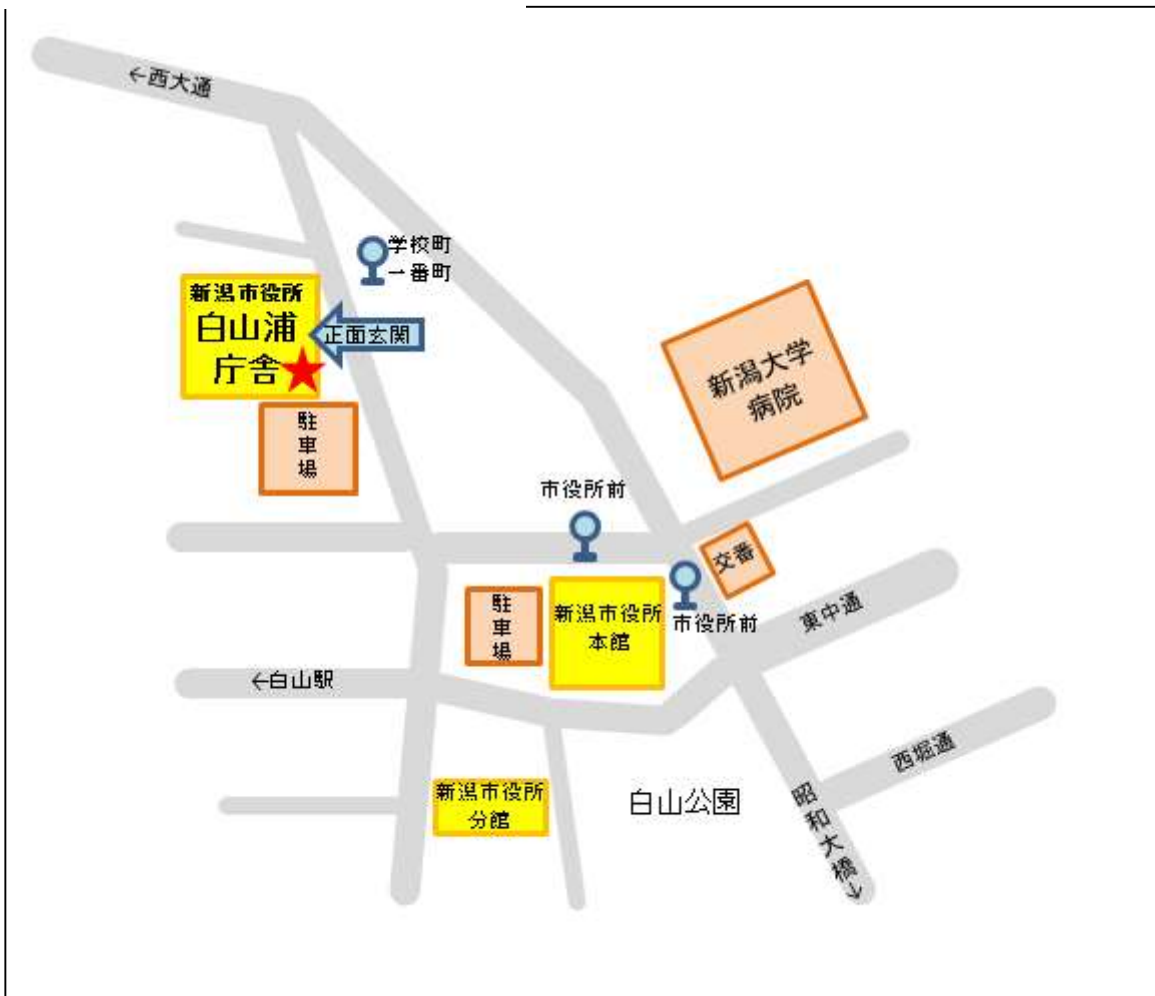 ←西大通
学校町
一番町
新潟市役所
白山浦
庁舎
正面玄関
駐
車
場
新潟大学
病院
市役所前
交番
駐
車
場
新潟市役所
本館
市役所前
東中通
←白山駅
西堀通
新潟市役所
分館
白山公園
昭和大橋→